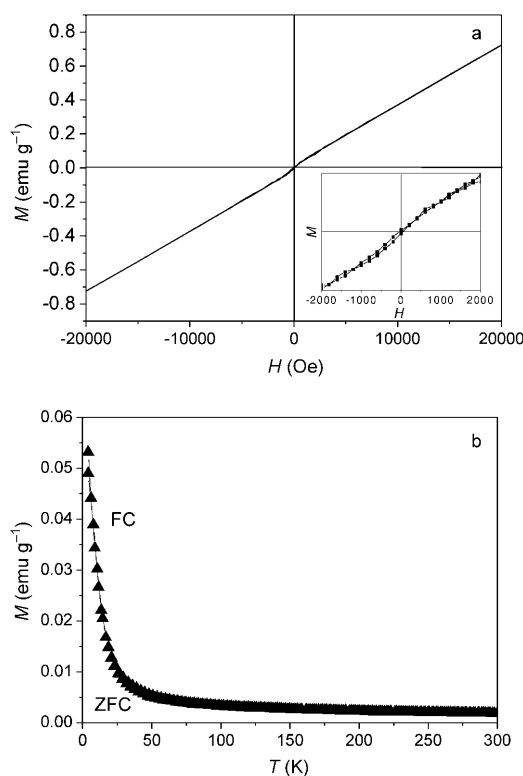 a
0.8
0.6
0.4
0.2
0.0
-0.2
-0.4
-0.6
-0.8
M (emu g⁻¹)
-20000 -10000 0 10000 20000
H (Oe)
M
-2000 -1000 0 1000 2000
H
b
0.06
0.05
0.04
0.03
0.02
0.01
0.00
M (emu g⁻¹)
FC
ZFC
0 50 100 150 200 250 300
T (K)